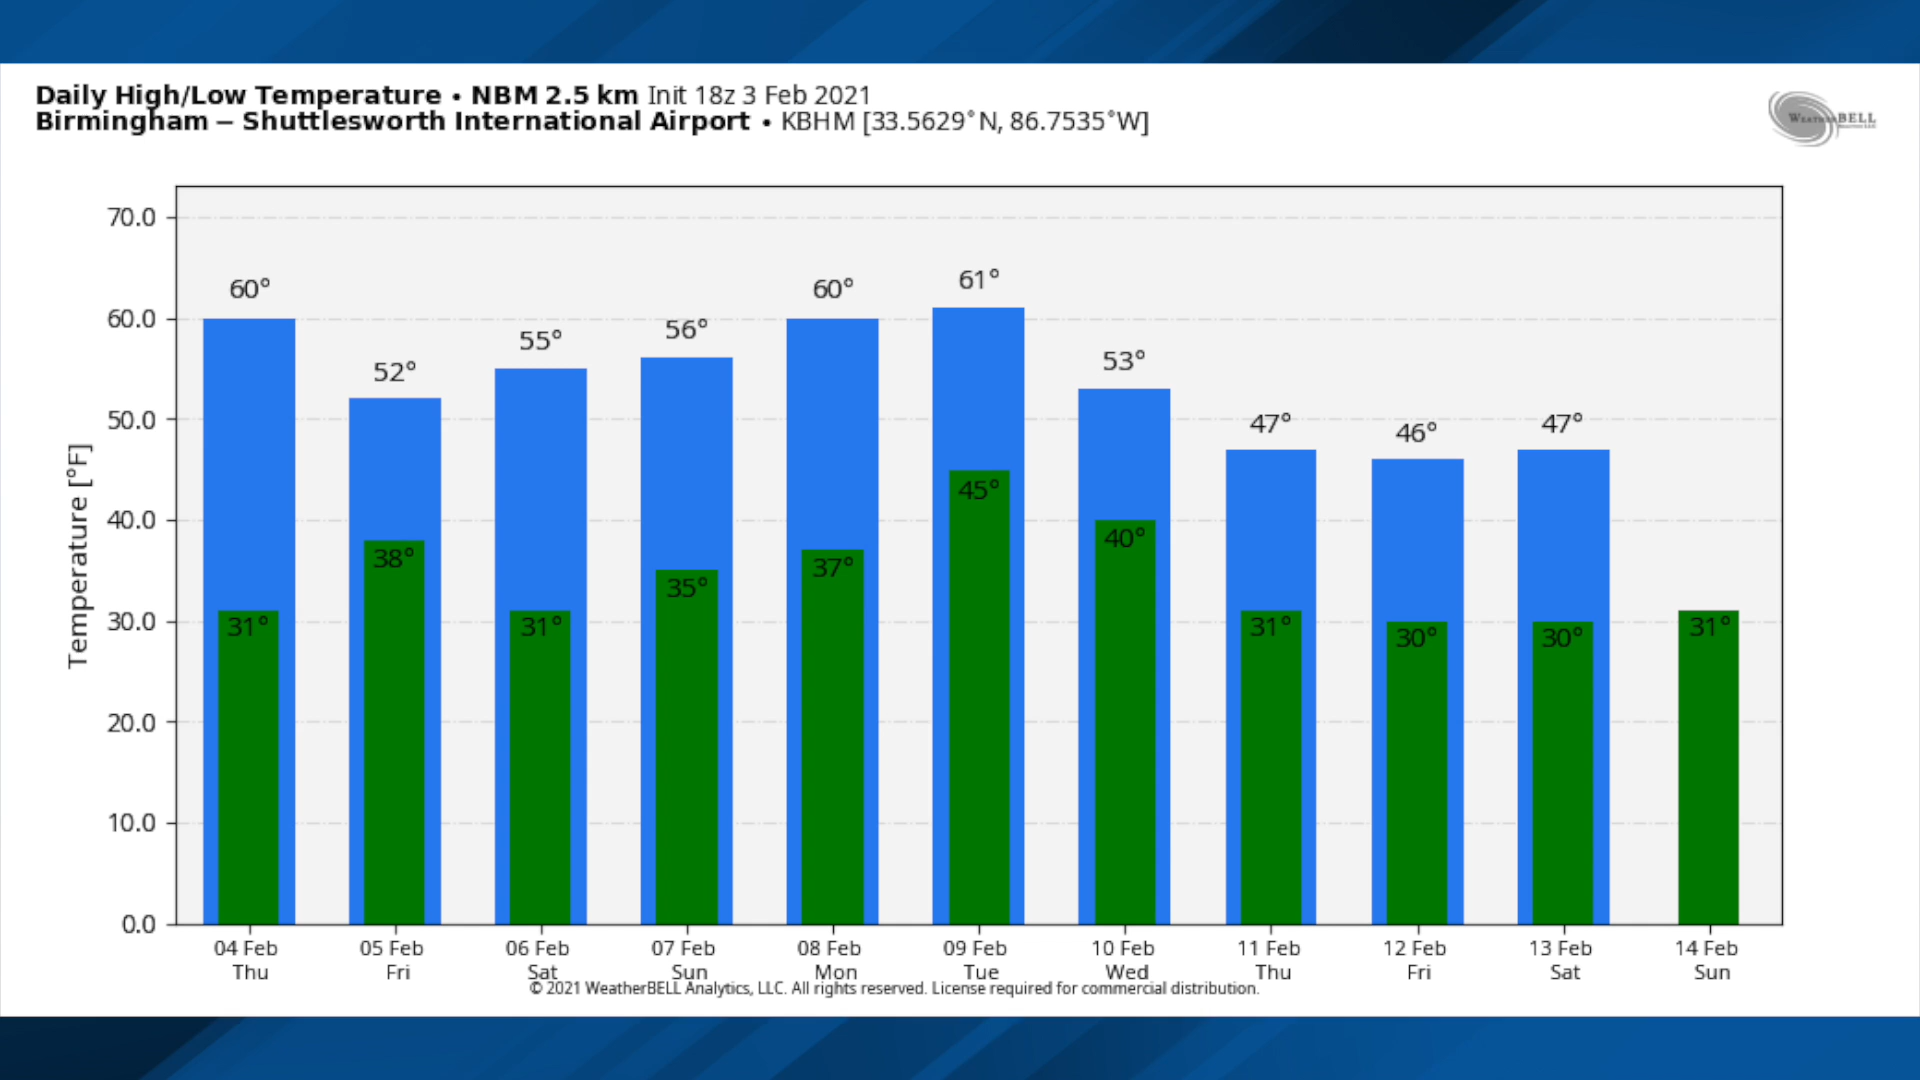 Daily High/Low Temperature • NBM 2.5 km Init 18z 3 Feb 2021
Birmingham – Shuttlesworth International Airport • KBHM [33.5629°N, 86.7535°W]
WEATHERBELL
70.0
60.0
50.0
40.0
30.0
20.0
10.0
0.0
Temperature [°F]
60° 52° 55° 56° 60° 61° 53° 47° 46° 47°
31° 38° 31° 35° 37° 45° 40° 31° 30° 30° 31°
04 Feb 05 Feb 06 Feb 07 Feb 08 Feb 09 Feb 10 Feb 11 Feb 12 Feb 13 Feb 14 Feb
Thu Fri Sat Sun Mon Tue Wed Thu Fri Sat Sun
© 2021 WeatherBELL Analytics, LLC. All rights reserved. License required for commercial distribution.